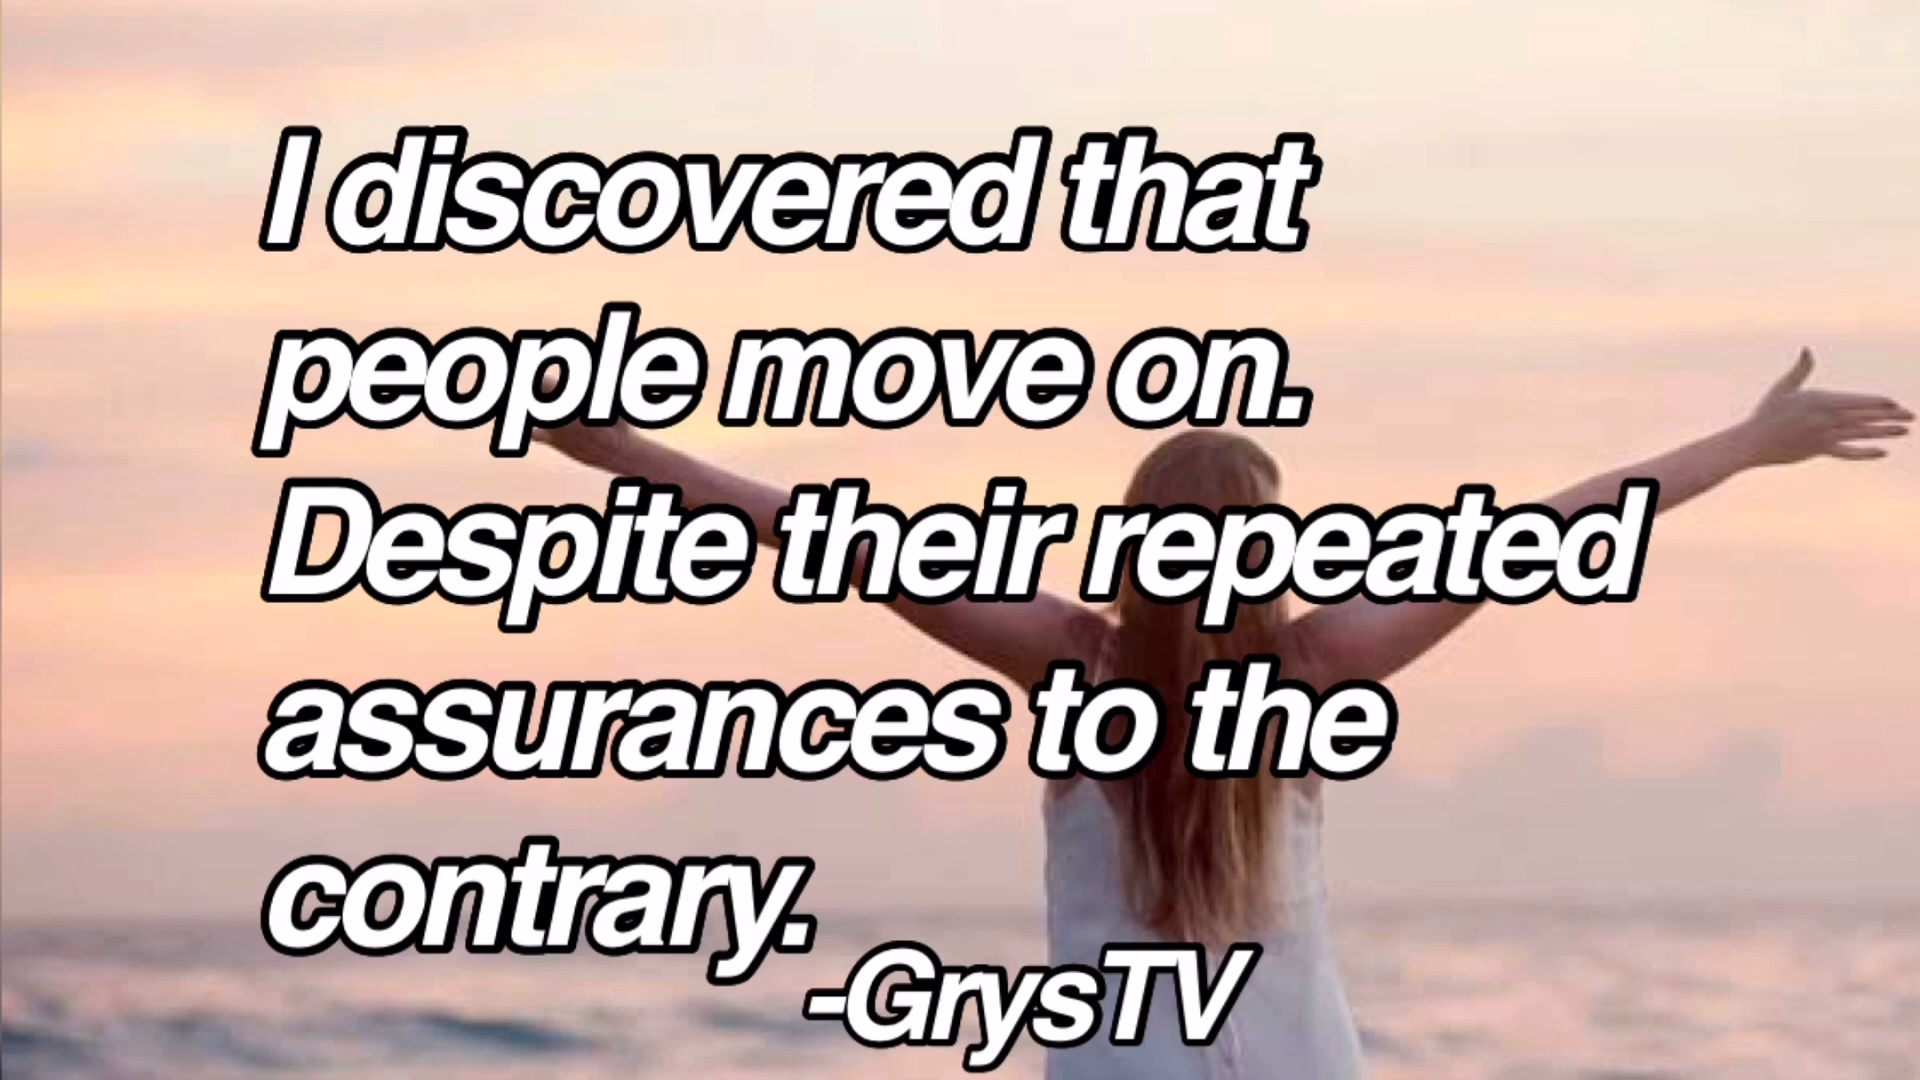 I discovered that
people move on.
Despite their repeated
assurances to the
contrary.
-GrysTV